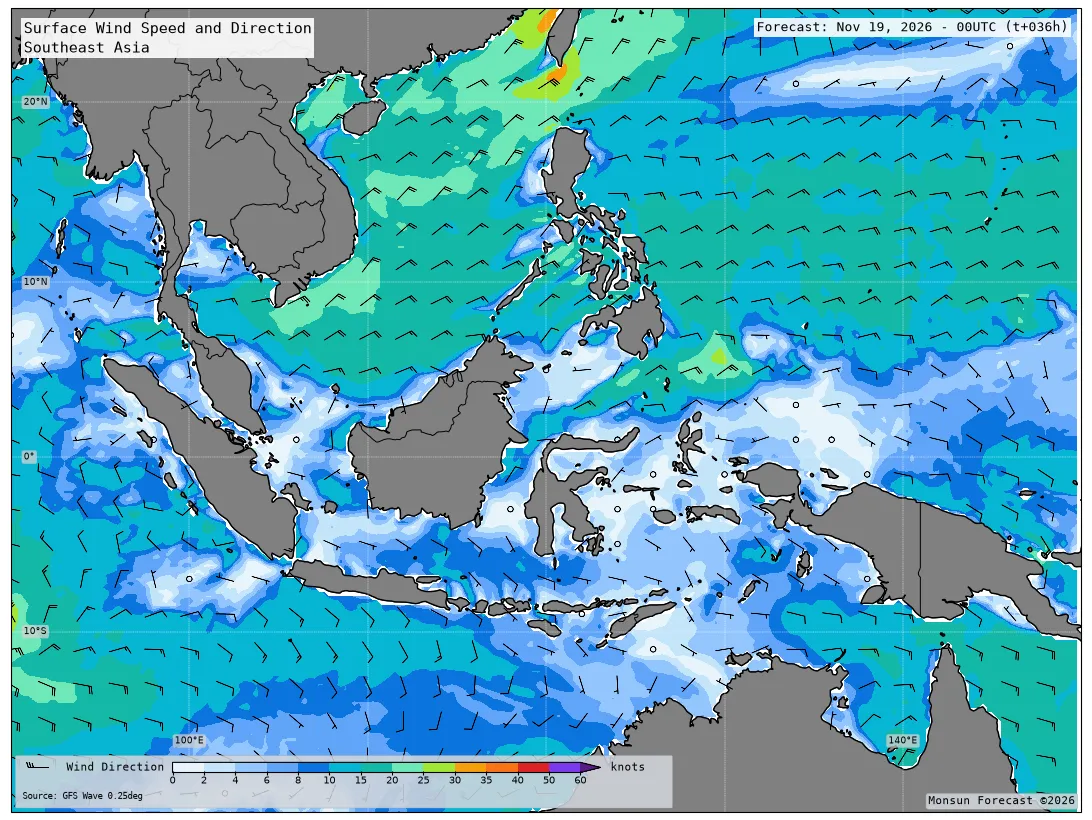 Surface Wind Speed and Direction
Southeast Asia
Forecast: Nov 19, 2026 - 00UTC (t+036h)
20°N
10°N
0°
10°S
100°E
140°E
Wind Direction
0 2 4 6 8 10 15 20 25 30 35 40 50 60
knots
Source: GFS Wave 0.25deg
Monsun Forecast ©2026